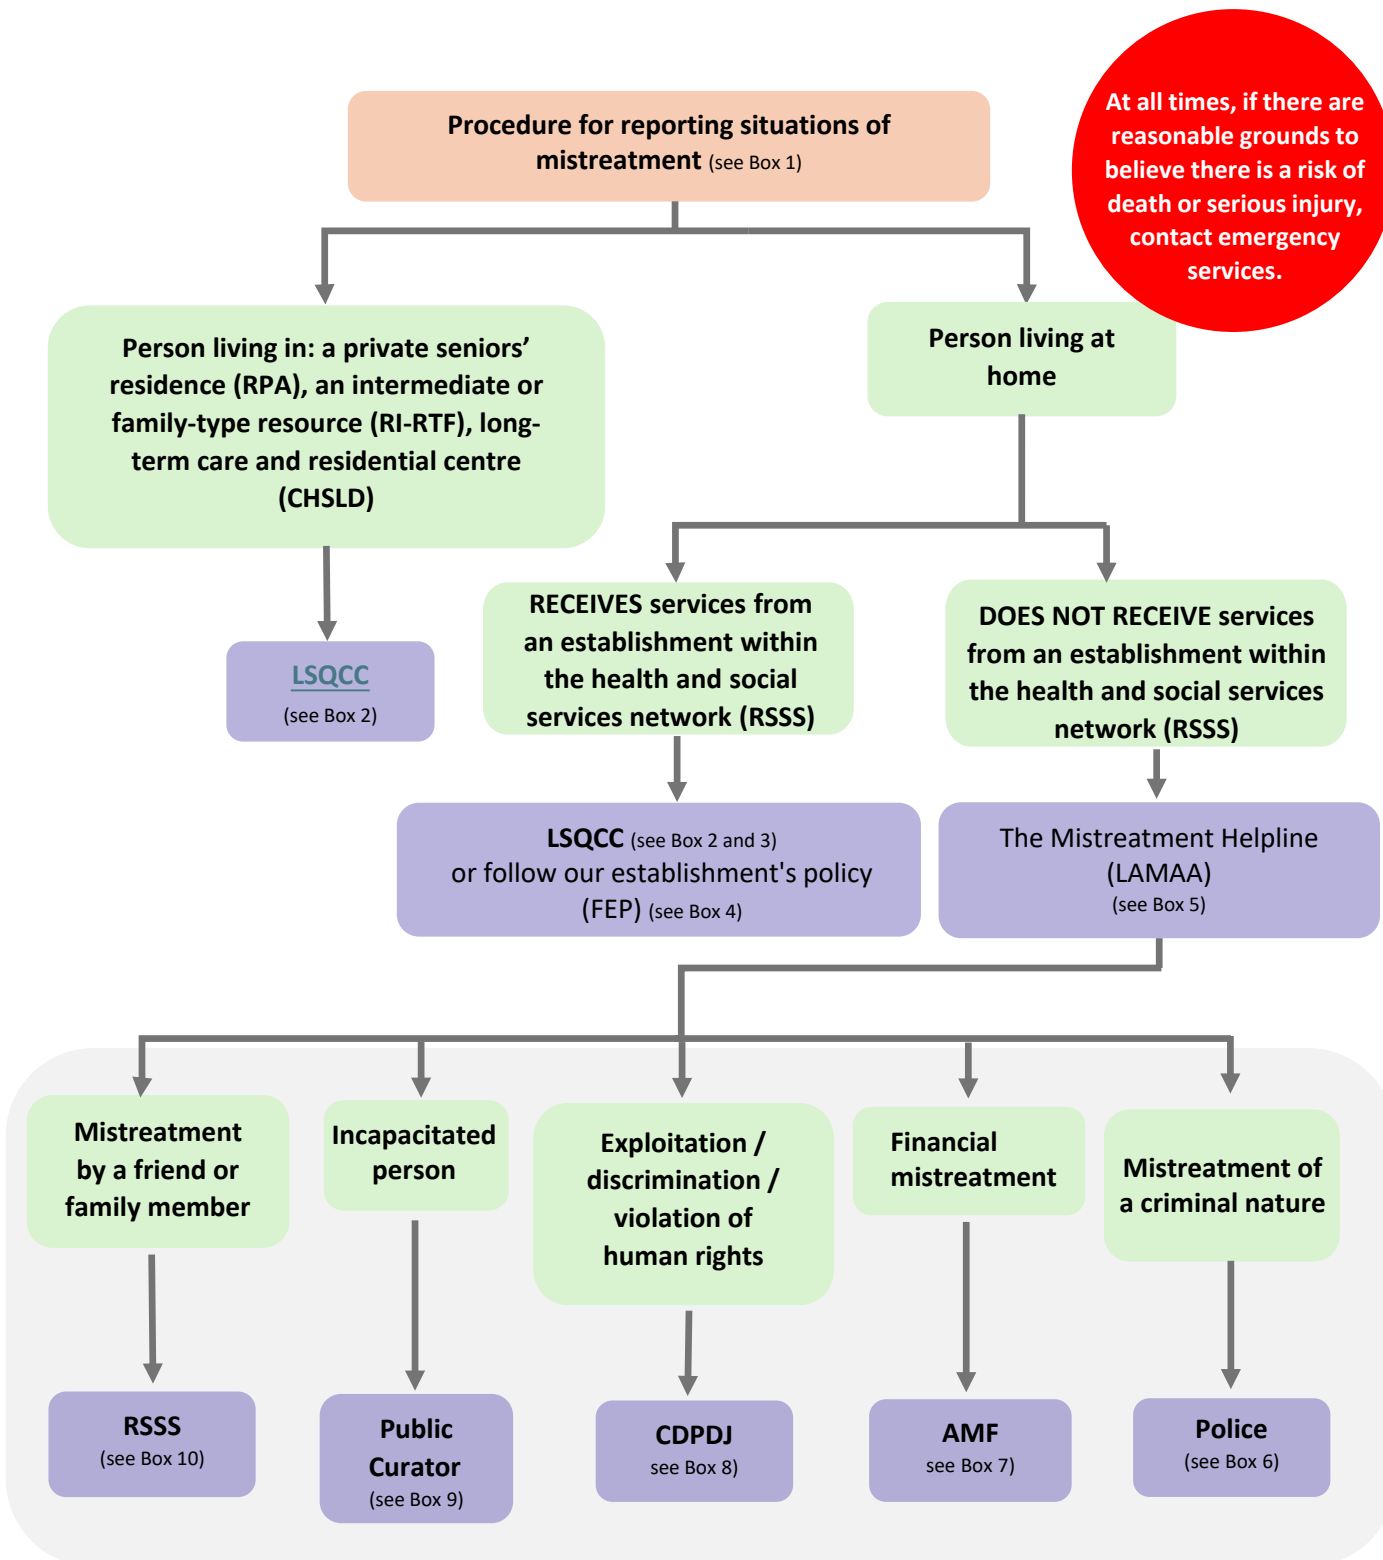 At all times, if there are
reasonable grounds to
believe there is a risk of
death or serious injury,
contact emergency
services.
Procedure for reporting situations of
mistreatment (see Box 1)
Person living in: a private seniors’
residence (RPA), an intermediate or
family-type resource (RI-RTF), long-
term care and residential centre
(CHSLD)
Person living at
home
LSQCC
(see Box 2)
RECEIVES services from
an establishment within
the health and social
services network (RSSS)
DOES NOT RECEIVE services
from an establishment within
the health and social services
network (RSSS)
LSQCC (see Box 2 and 3)
or follow our establishment's policy
(FEP) (see Box 4)
The Mistreatment Helpline
(LAMAA)
(see Box 5)
Mistreatment
by a friend or
family member
Incapacitated
person
Exploitation /
discrimination /
violation of
human rights
Financial
mistreatment
Mistreatment of
a criminal nature
RSSS
(see Box 10)
Public
Curator
(see Box 9)
CDPDJ
see Box 8)
AMF
see Box 7)
Police
(see Box 6)